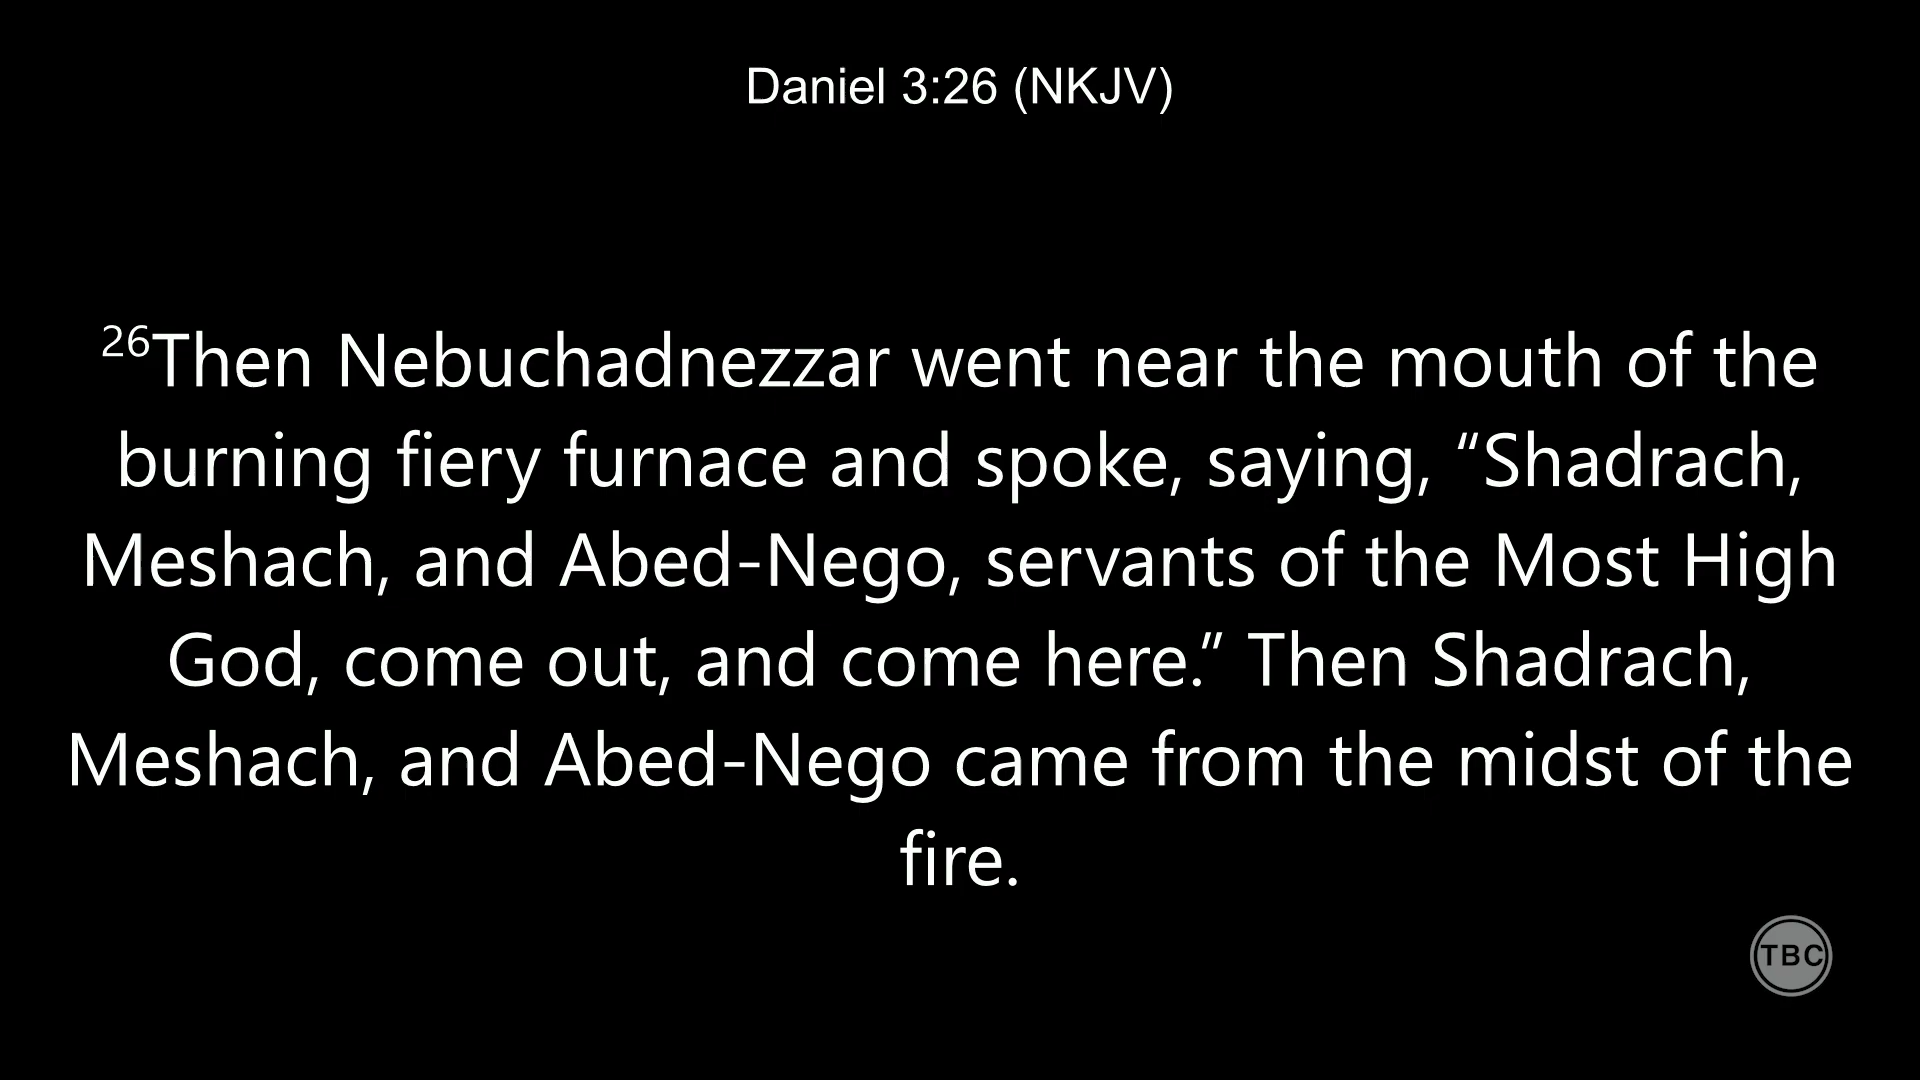 Daniel 3:26 (NKJV)
26Then Nebuchadnezzar went near the mouth of the
burning fiery furnace and spoke, saying, “Shadrach,
Meshach, and Abed-Nego, servants of the Most High
God, come out, and come here.” Then Shadrach,
Meshach, and Abed-Nego came from the midst of the
fire.
TBC